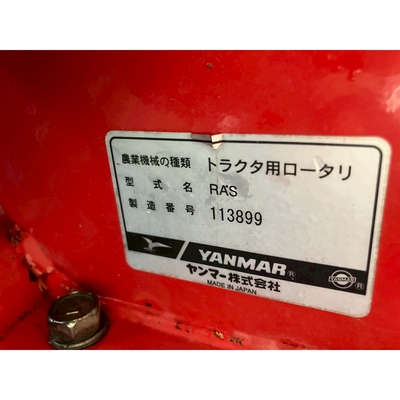 農業機械の種類 トラクタ用ロータリ
型式名 RAS
製造番号 113899
YANMAR®
ヤンマー株式会社
MADE IN JAPAN
YANMAR ®